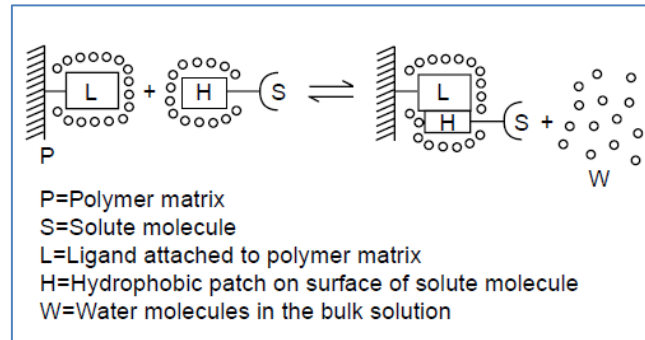 L + H S ⇌ L H S +
P W
P=Polymer matrix
S=Solute molecule
L=Ligand attached to polymer matrix
H=Hydrophobic patch on surface of solute molecule
W=Water molecules in the bulk solution